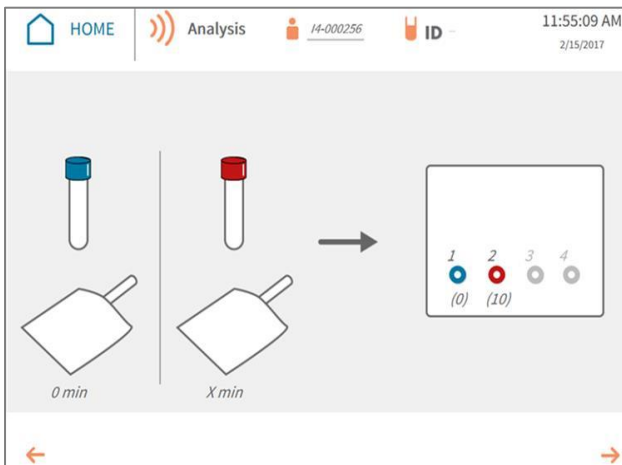 HOME Analysis I4-000256 ID – 11:55:09 AM
2/15/2017
1 2 3 4
(0) (10)
0 min X min